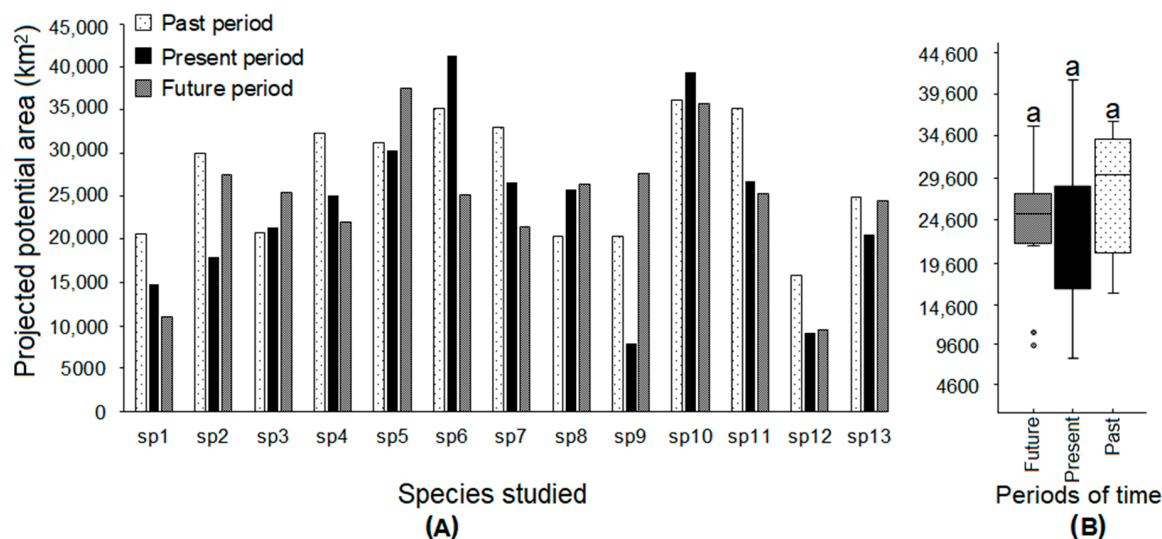 Projected potential area (km²)
45,000
40,000
35,000
30,000
25,000
20,000
15,000
10,000
5000
0
Past period
Present period
Future period
sp1 sp2 sp3 sp4 sp5 sp6 sp7 sp8 sp9 sp10 sp11 sp12 sp13
Species studied
(A)
44,600
39,600
34,600
29,600
24,600
19,600
14,600
9600
4600
a a a
Future Present Past
Periods of time
(B)